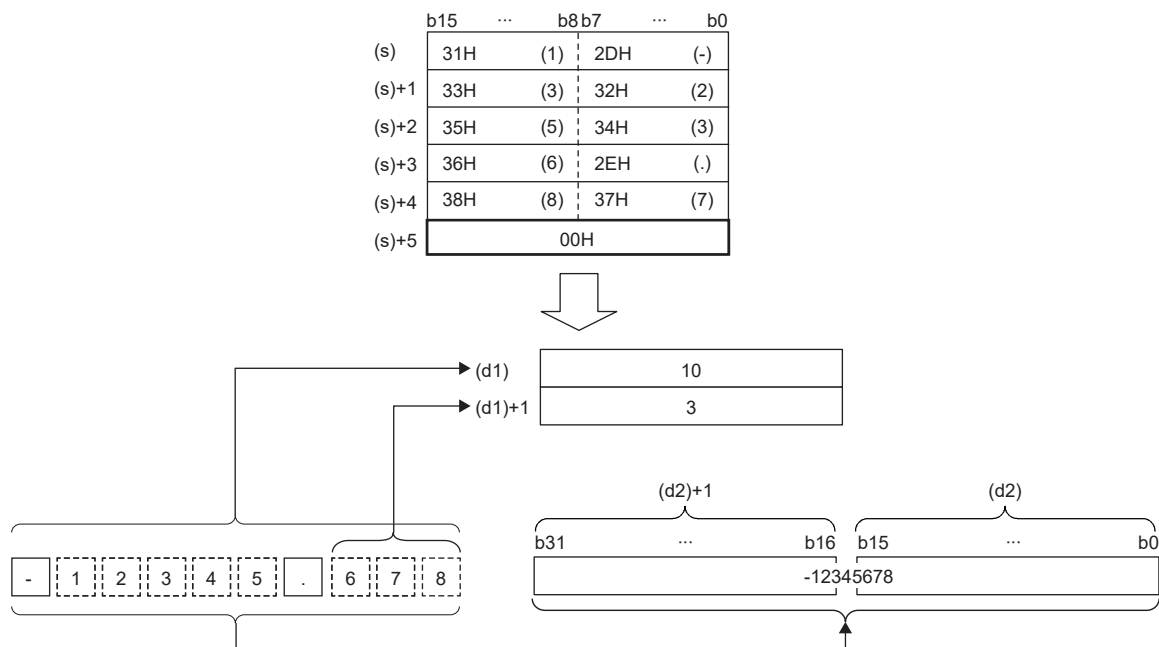 b15 ... b8 b7 ... b0
(s) 31H (1) 2DH (-)
(s)+1 33H (3) 32H (2)
(s)+2 35H (5) 34H (3)
(s)+3 36H (6) 2EH (.)
(s)+4 38H (8) 37H (7)
(s)+5 00H
(d1) 10
(d1)+1 3
(d2)+1 (d2)
b31 ... b16 b15 ... b0
- 1 2 3 4 5 . 6 7 8 -12345678